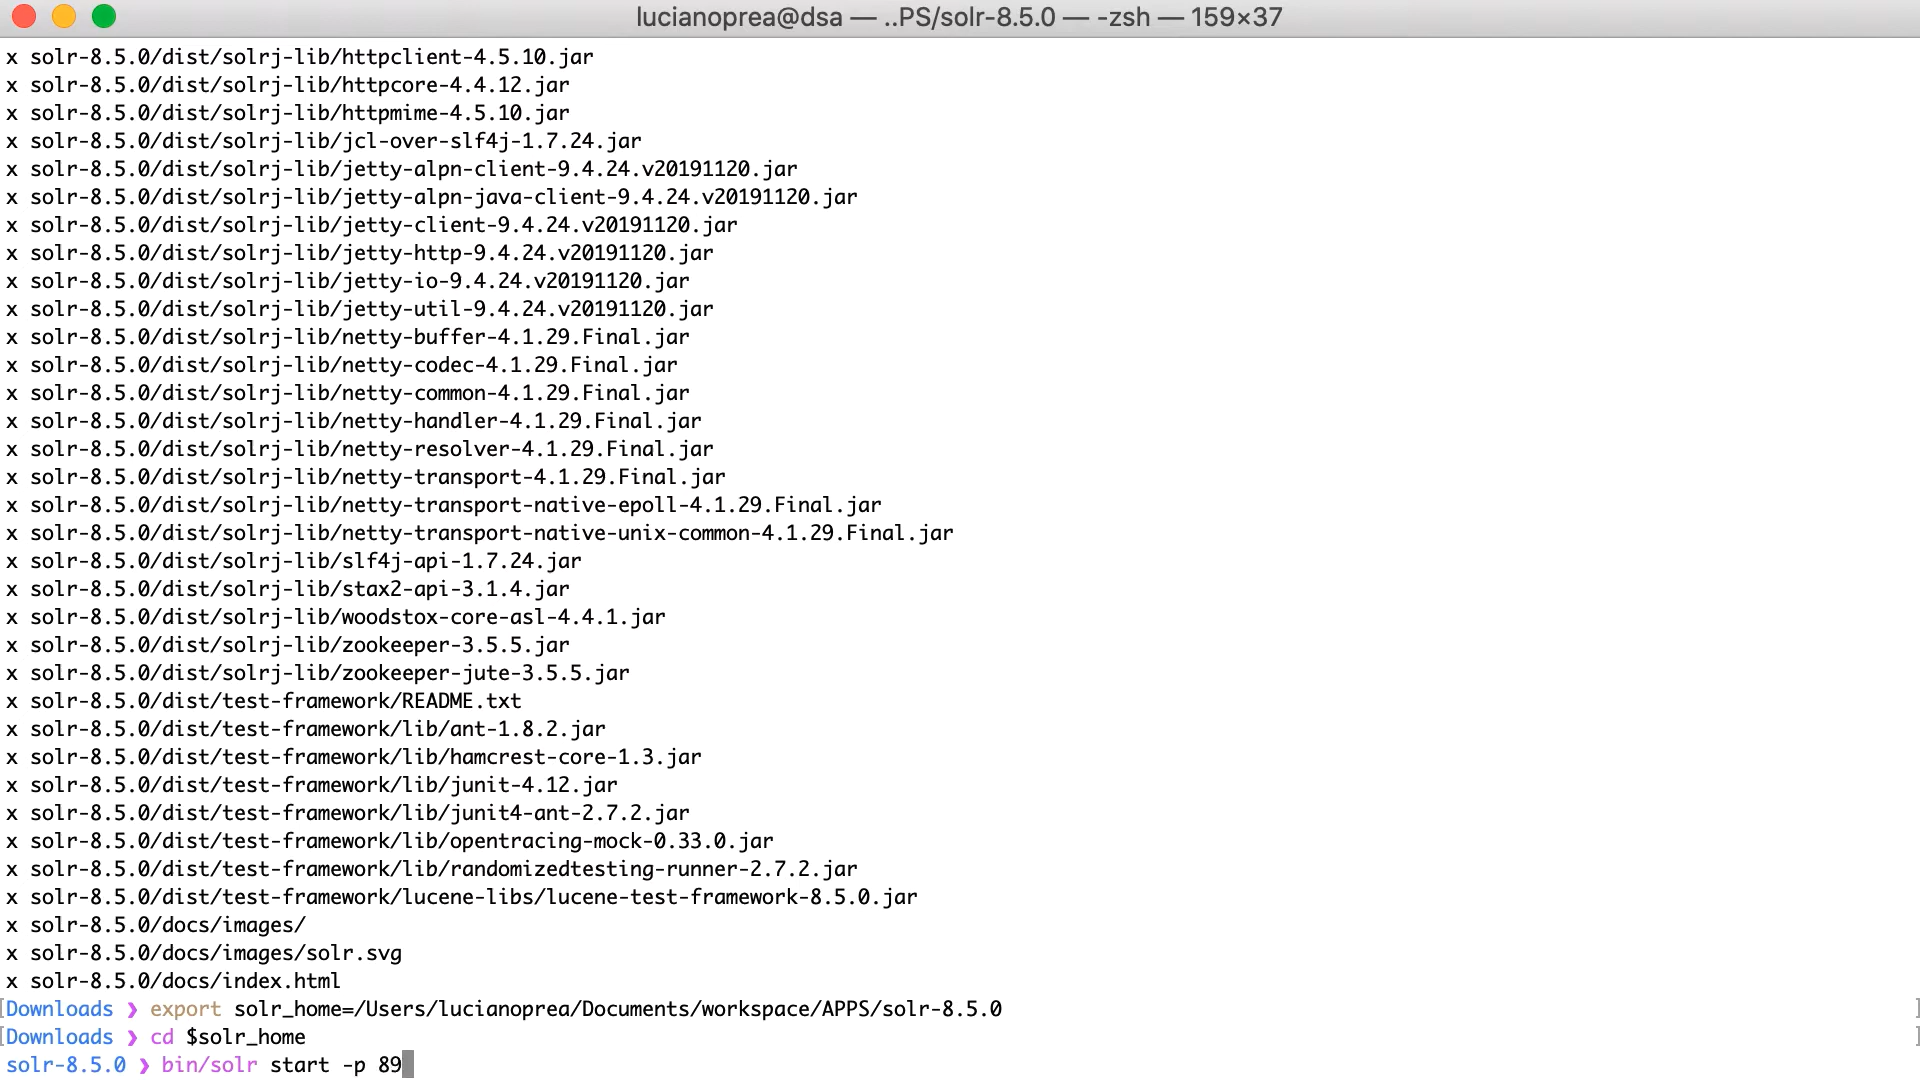 lucianoprea@dsa — ..PS/solr-8.5.0 — -zsh — 159×37
x solr-8.5.0/dist/solrj-lib/httpclient-4.5.10.jar
x solr-8.5.0/dist/solrj-lib/httpcore-4.4.12.jar
x solr-8.5.0/dist/solrj-lib/httpmime-4.5.10.jar
x solr-8.5.0/dist/solrj-lib/jcl-over-slf4j-1.7.24.jar
x solr-8.5.0/dist/solrj-lib/jetty-alpn-client-9.4.24.v20191120.jar
x solr-8.5.0/dist/solrj-lib/jetty-alpn-java-client-9.4.24.v20191120.jar
x solr-8.5.0/dist/solrj-lib/jetty-client-9.4.24.v20191120.jar
x solr-8.5.0/dist/solrj-lib/jetty-http-9.4.24.v20191120.jar
x solr-8.5.0/dist/solrj-lib/jetty-io-9.4.24.v20191120.jar
x solr-8.5.0/dist/solrj-lib/jetty-util-9.4.24.v20191120.jar
x solr-8.5.0/dist/solrj-lib/netty-buffer-4.1.29.Final.jar
x solr-8.5.0/dist/solrj-lib/netty-codec-4.1.29.Final.jar
x solr-8.5.0/dist/solrj-lib/netty-common-4.1.29.Final.jar
x solr-8.5.0/dist/solrj-lib/netty-handler-4.1.29.Final.jar
x solr-8.5.0/dist/solrj-lib/netty-resolver-4.1.29.Final.jar
x solr-8.5.0/dist/solrj-lib/netty-transport-4.1.29.Final.jar
x solr-8.5.0/dist/solrj-lib/netty-transport-native-epoll-4.1.29.Final.jar
x solr-8.5.0/dist/solrj-lib/netty-transport-native-unix-common-4.1.29.Final.jar
x solr-8.5.0/dist/solrj-lib/slf4j-api-1.7.24.jar
x solr-8.5.0/dist/solrj-lib/stax2-api-3.1.4.jar
x solr-8.5.0/dist/solrj-lib/woodstox-core-asl-4.4.1.jar
x solr-8.5.0/dist/solrj-lib/zookeeper-3.5.5.jar
x solr-8.5.0/dist/solrj-lib/zookeeper-jute-3.5.5.jar
x solr-8.5.0/dist/test-framework/README.txt
x solr-8.5.0/dist/test-framework/lib/ant-1.8.2.jar
x solr-8.5.0/dist/test-framework/lib/hamcrest-core-1.3.jar
x solr-8.5.0/dist/test-framework/lib/junit-4.12.jar
x solr-8.5.0/dist/test-framework/lib/junit4-ant-2.7.2.jar
x solr-8.5.0/dist/test-framework/lib/opentracing-mock-0.33.0.jar
x solr-8.5.0/dist/test-framework/lib/randomizedtesting-runner-2.7.2.jar
x solr-8.5.0/dist/test-framework/lucene-libs/lucene-test-framework-8.5.0.jar
x solr-8.5.0/docs/images/
x solr-8.5.0/docs/images/solr.svg
x solr-8.5.0/docs/index.html
[Downloads ❯ export solr_home=/Users/lucianoprea/Documents/workspace/APPS/solr-8.5.0 ]
[Downloads ❯ cd $solr_home ]
solr-8.5.0 ❯ bin/solr start -p 89